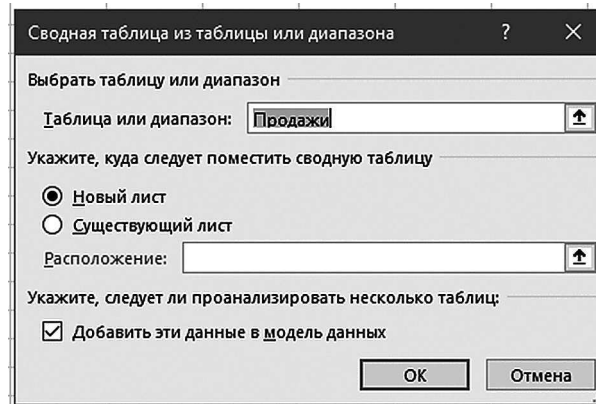 Сводная таблица из таблицы или диапазона ?
Выбрать таблицу или диапазон
Таблица или диапазон: Продажи
Укажите, куда следует поместить сводную таблицу
Новый лист
Существующий лист
Расположение:
Укажите, следует ли проанализировать несколько таблиц:
Добавить эти данные в модель данных
ОК Отмена